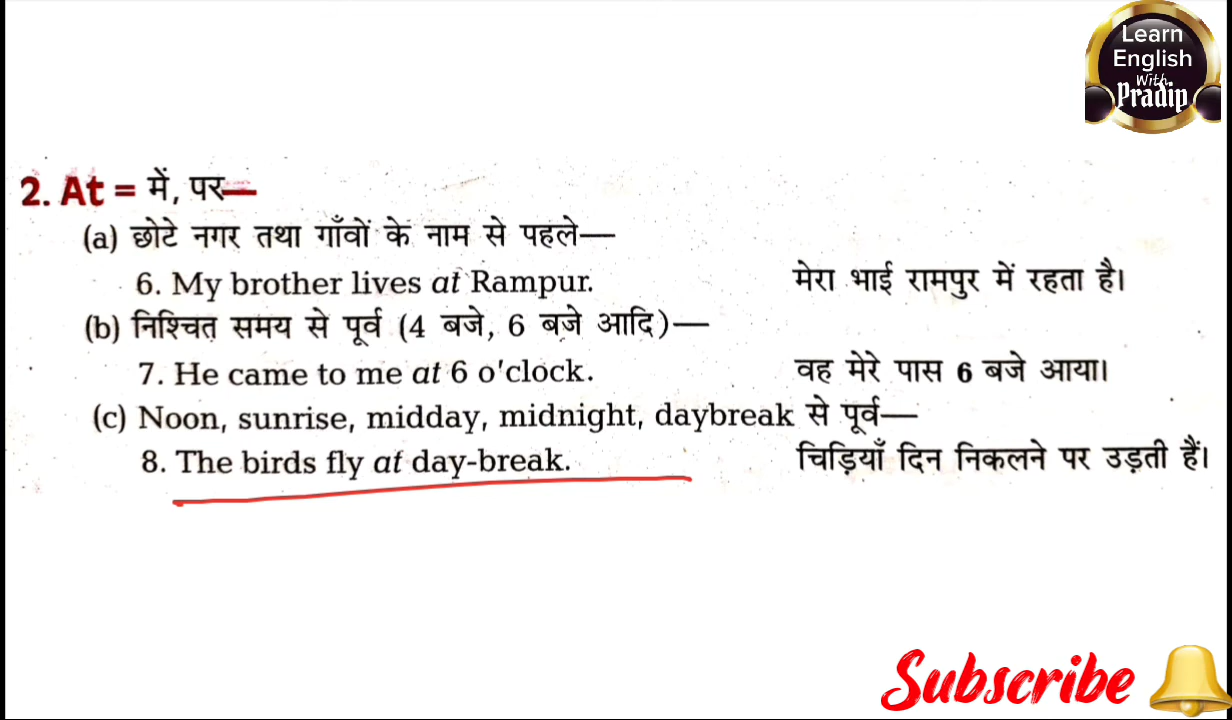 Learn
English
With
Pradip
2. At = में, पर—
(a) छोटे नगर तथा गाँवों के नाम से पहले—
6. My brother lives at Rampur. मेरा भाई रामपुर में रहता है।
(b) निश्चित समय से पूर्व (4 बजे, 6 बजे आदि)—
7. He came to me at 6 o'clock. वह मेरे पास 6 बजे आया।
(c) Noon, sunrise, midday, midnight, daybreak से पूर्व—
8. The birds fly at day-break. चिड़ियाँ दिन निकलने पर उड़ती हैं।
Subscribe